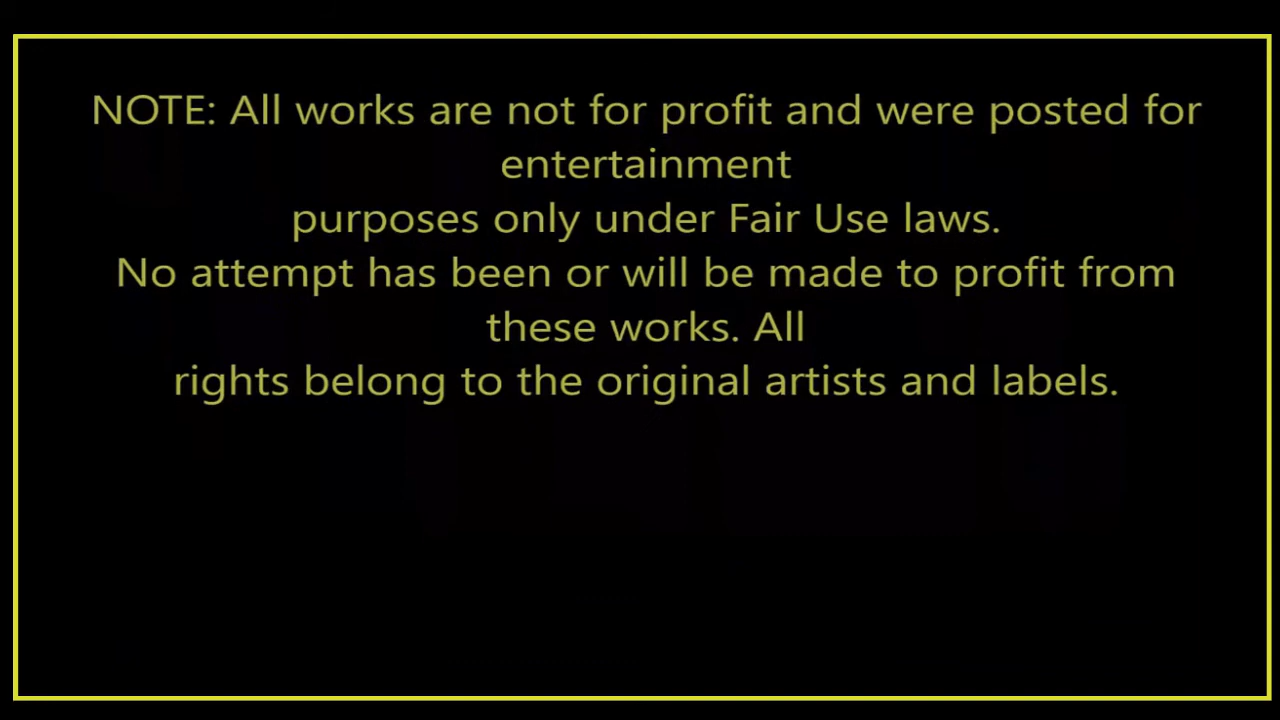 NOTE: All works are not for profit and were posted for
entertainment
purposes only under Fair Use laws.
No attempt has been or will be made to profit from
these works. All
rights belong to the original artists and labels.